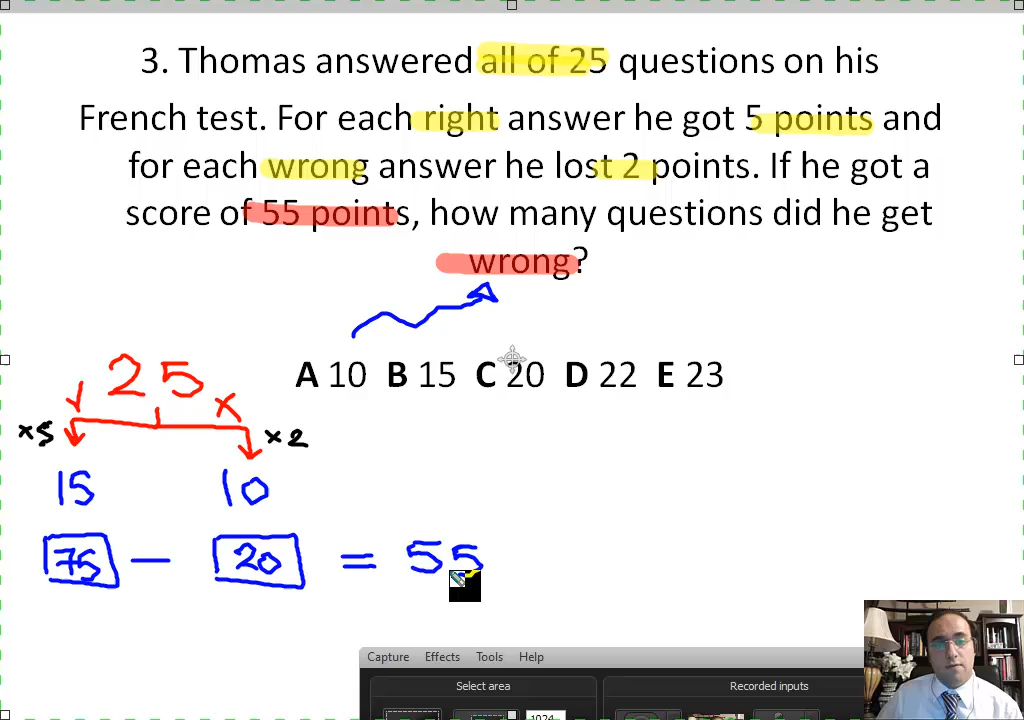 3. Thomas answered all of 25 questions on his
French test. For each right answer he got 5 points and
for each wrong answer he lost 2 points. If he got a
score of 55 points, how many questions did he get
wrong?
A 10 B 15 C 20 D 22 E 23
25
×5 ×2
15 10
75 − 20 = 55
Capture Effects Tools Help
Select area Recorded inputs
1024